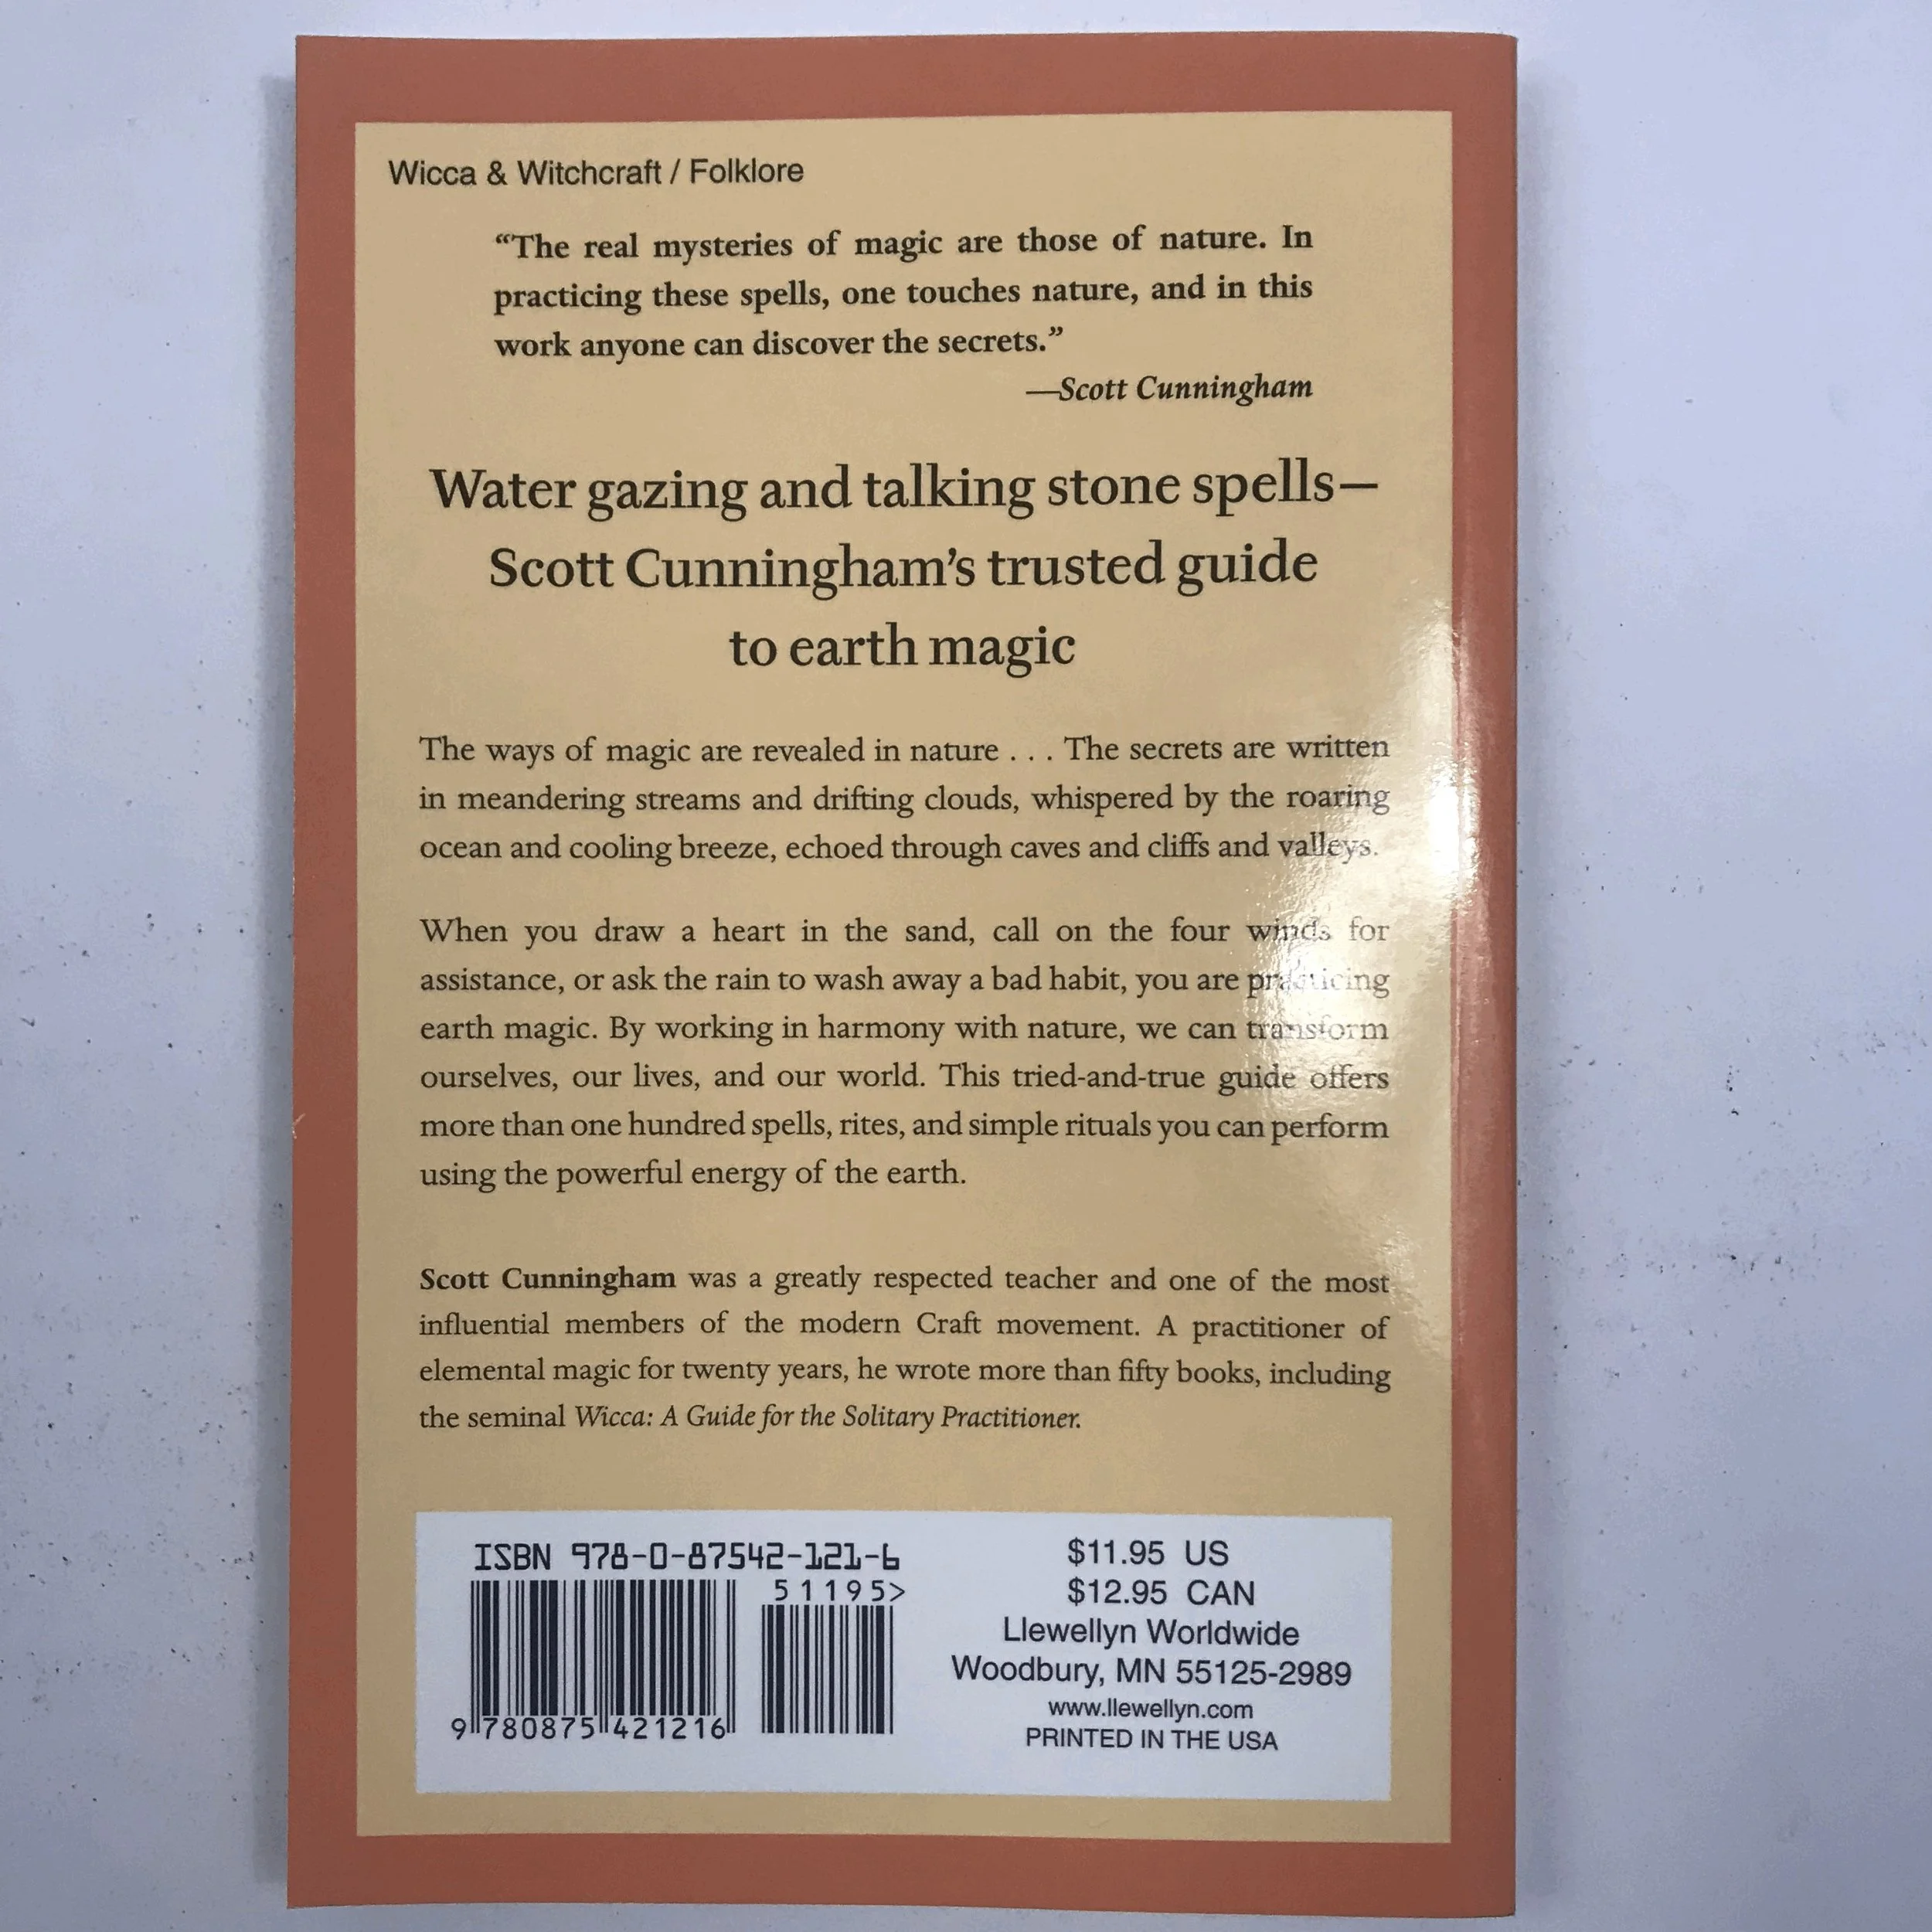 Wicca & Witchcraft / Folklore
“The real mysteries of magic are those of nature. In
practicing these spells, one touches nature, and in this
work anyone can discover the secrets.”
—Scott Cunningham
Water gazing and talking stone spells—
Scott Cunningham’s trusted guide
to earth magic
The ways of magic are revealed in nature . . . The secrets are written
in meandering streams and drifting clouds, whispered by the roaring
ocean and cooling breeze, echoed through caves and cliffs and valleys.
When you draw a heart in the sand, call on the four winds for
assistance, or ask the rain to wash away a bad habit, you are practicing
earth magic. By working in harmony with nature, we can transform
ourselves, our lives, and our world. This tried-and-true guide offers
more than one hundred spells, rites, and simple rituals you can perform
using the powerful energy of the earth.
Scott Cunningham was a greatly respected teacher and one of the most
influential members of the modern Craft movement. A practitioner of
elemental magic for twenty years, he wrote more than fifty books, including
the seminal Wicca: A Guide for the Solitary Practitioner.
ISBN 978-0-87542-121-6
51195>
9 780875 421216
$11.95 US
$12.95 CAN
Llewellyn Worldwide
Woodbury, MN 55125-2989
www.llewellyn.com
PRINTED IN THE USA